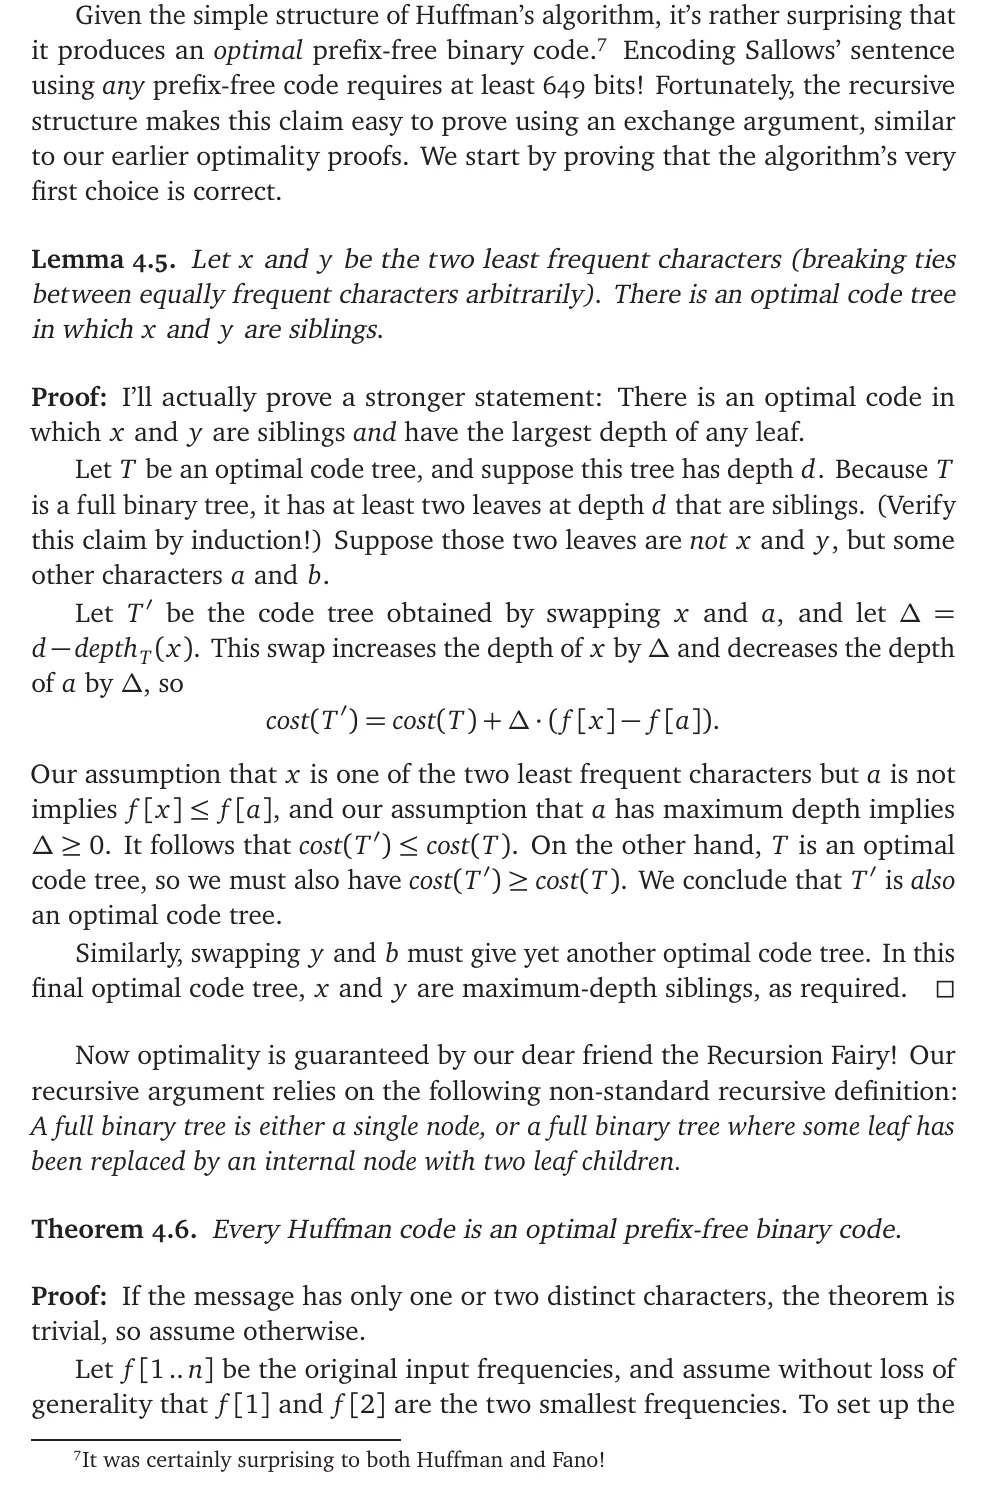 Given the simple structure of Huffman’s algorithm, it’s rather surprising that
it produces an optimal prefix-free binary code.⁷ Encoding Sallows’ sentence
using any prefix-free code requires at least 649 bits! Fortunately, the recursive
structure makes this claim easy to prove using an exchange argument, similar
to our earlier optimality proofs. We start by proving that the algorithm’s very
first choice is correct.
Lemma 4.5. Let x and y be the two least frequent characters (breaking ties
between equally frequent characters arbitrarily). There is an optimal code tree
in which x and y are siblings.
Proof: I’ll actually prove a stronger statement: There is an optimal code in
which x and y are siblings and have the largest depth of any leaf.
Let T be an optimal code tree, and suppose this tree has depth d. Because T
is a full binary tree, it has at least two leaves at depth d that are siblings. (Verify
this claim by induction!) Suppose those two leaves are not x and y, but some
other characters a and b.
Let T′ be the code tree obtained by swapping x and a, and let Δ =
d − depth_T(x). This swap increases the depth of x by Δ and decreases the depth
of a by Δ, so
cost(T′) = cost(T) + Δ · (f[x] − f[a]).
Our assumption that x is one of the two least frequent characters but a is not
implies f[x] ≤ f[a], and our assumption that a has maximum depth implies
Δ ≥ 0. It follows that cost(T′) ≤ cost(T). On the other hand, T is an optimal
code tree, so we must also have cost(T′) ≥ cost(T). We conclude that T′ is also
an optimal code tree.
Similarly, swapping y and b must give yet another optimal code tree. In this
final optimal code tree, x and y are maximum-depth siblings, as required. □
Now optimality is guaranteed by our dear friend the Recursion Fairy! Our
recursive argument relies on the following non-standard recursive definition:
A full binary tree is either a single node, or a full binary tree where some leaf has
been replaced by an internal node with two leaf children.
Theorem 4.6. Every Huffman code is an optimal prefix-free binary code.
Proof: If the message has only one or two distinct characters, the theorem is
trivial, so assume otherwise.
Let f[1 .. n] be the original input frequencies, and assume without loss of
generality that f[1] and f[2] are the two smallest frequencies. To set up the
⁷It was certainly surprising to both Huffman and Fano!